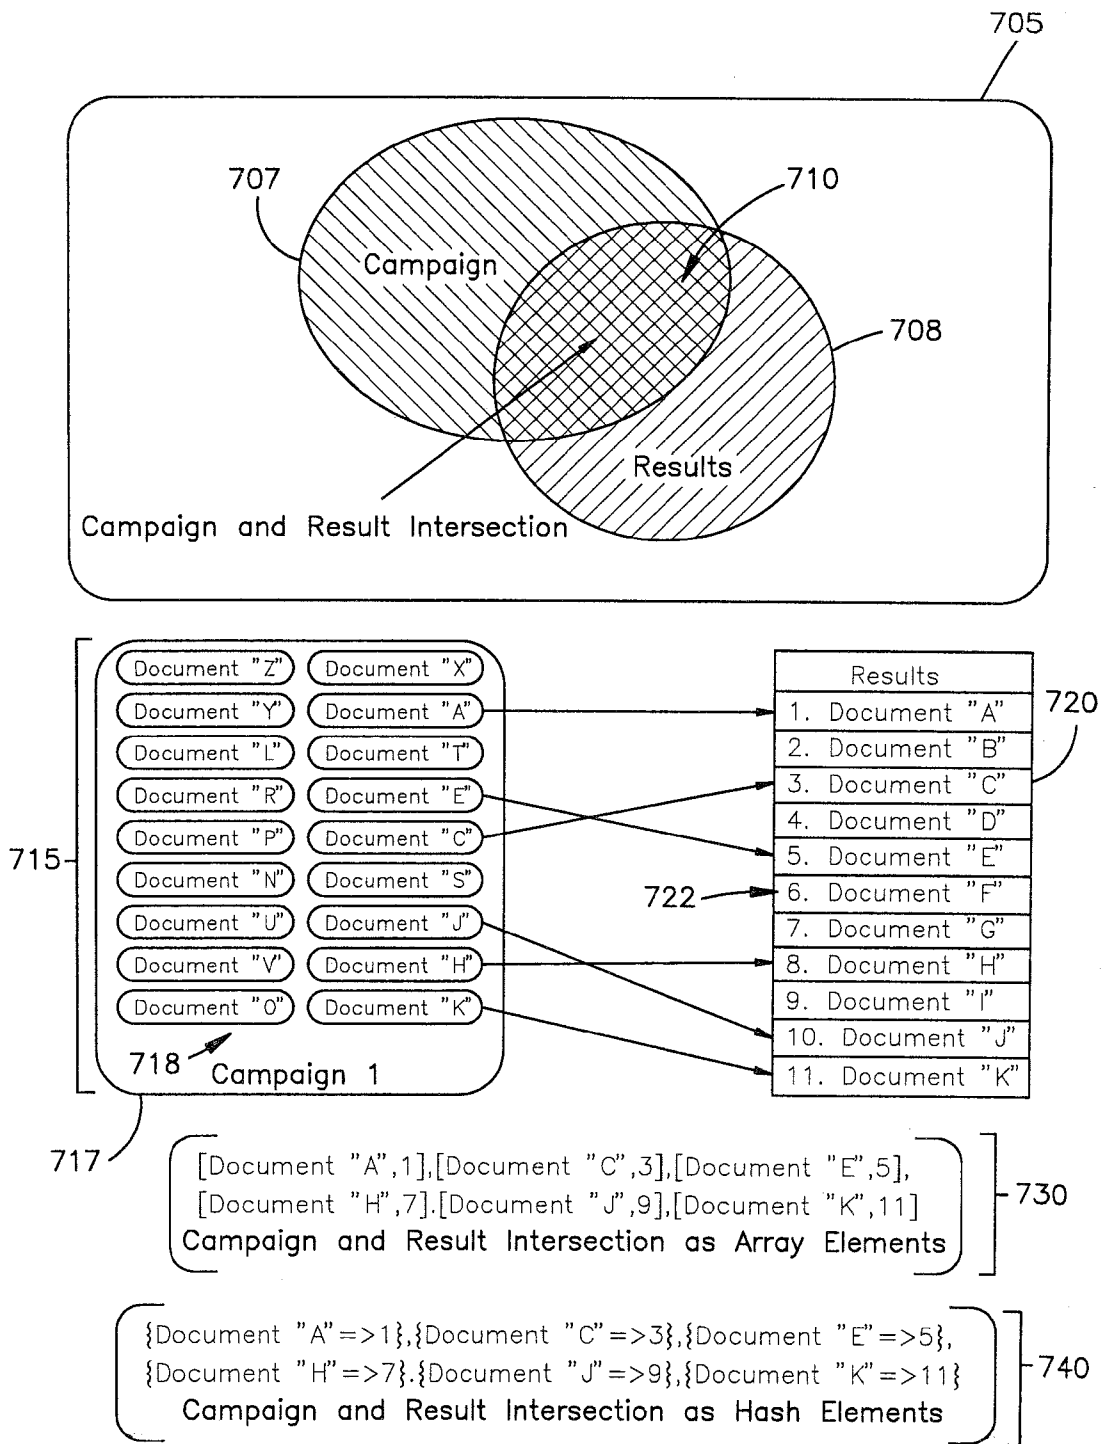 705
707
710
Campaign
708
Results
Campaign and Result Intersection
Document "Z" Document "X"
Document "Y" Document "A"
Document "L" Document "T"
Document "R" Document "E"
Document "P" Document "C"
Document "N" Document "S"
Document "U" Document "J"
Document "V" Document "H"
Document "O" Document "K"
718
Campaign 1
715
717
Results
1. Document "A"
2. Document "B"
3. Document "C"
4. Document "D"
5. Document "E"
6. Document "F"
7. Document "G"
8. Document "H"
9. Document "I"
10. Document "J"
11. Document "K"
720
722
[Document "A",1],[Document "C",3],[Document "E",5],
[Document "H",7].[Document "J",9],[Document "K",11]
Campaign and Result Intersection as Array Elements
730
{Document "A"=>1},{Document "C"=>3},{Document "E"=>5},
{Document "H"=>7}.{Document "J"=>9},{Document "K"=>11}
Campaign and Result Intersection as Hash Elements
740